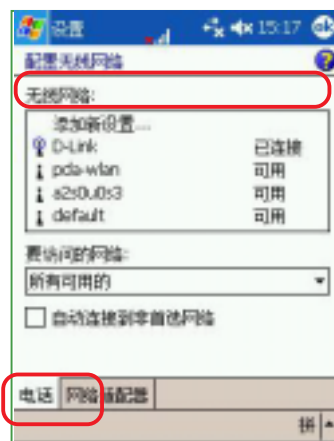 设置 15:17 ok
配置无线网络
无线网络:
添加新设置...
D-Link 已连接
pda-wlan 可用
a2s0u0s3 可用
default 可用
要访问的网络:
所有可用的
自动连接到非首选网络
电话 网络适配器
拼